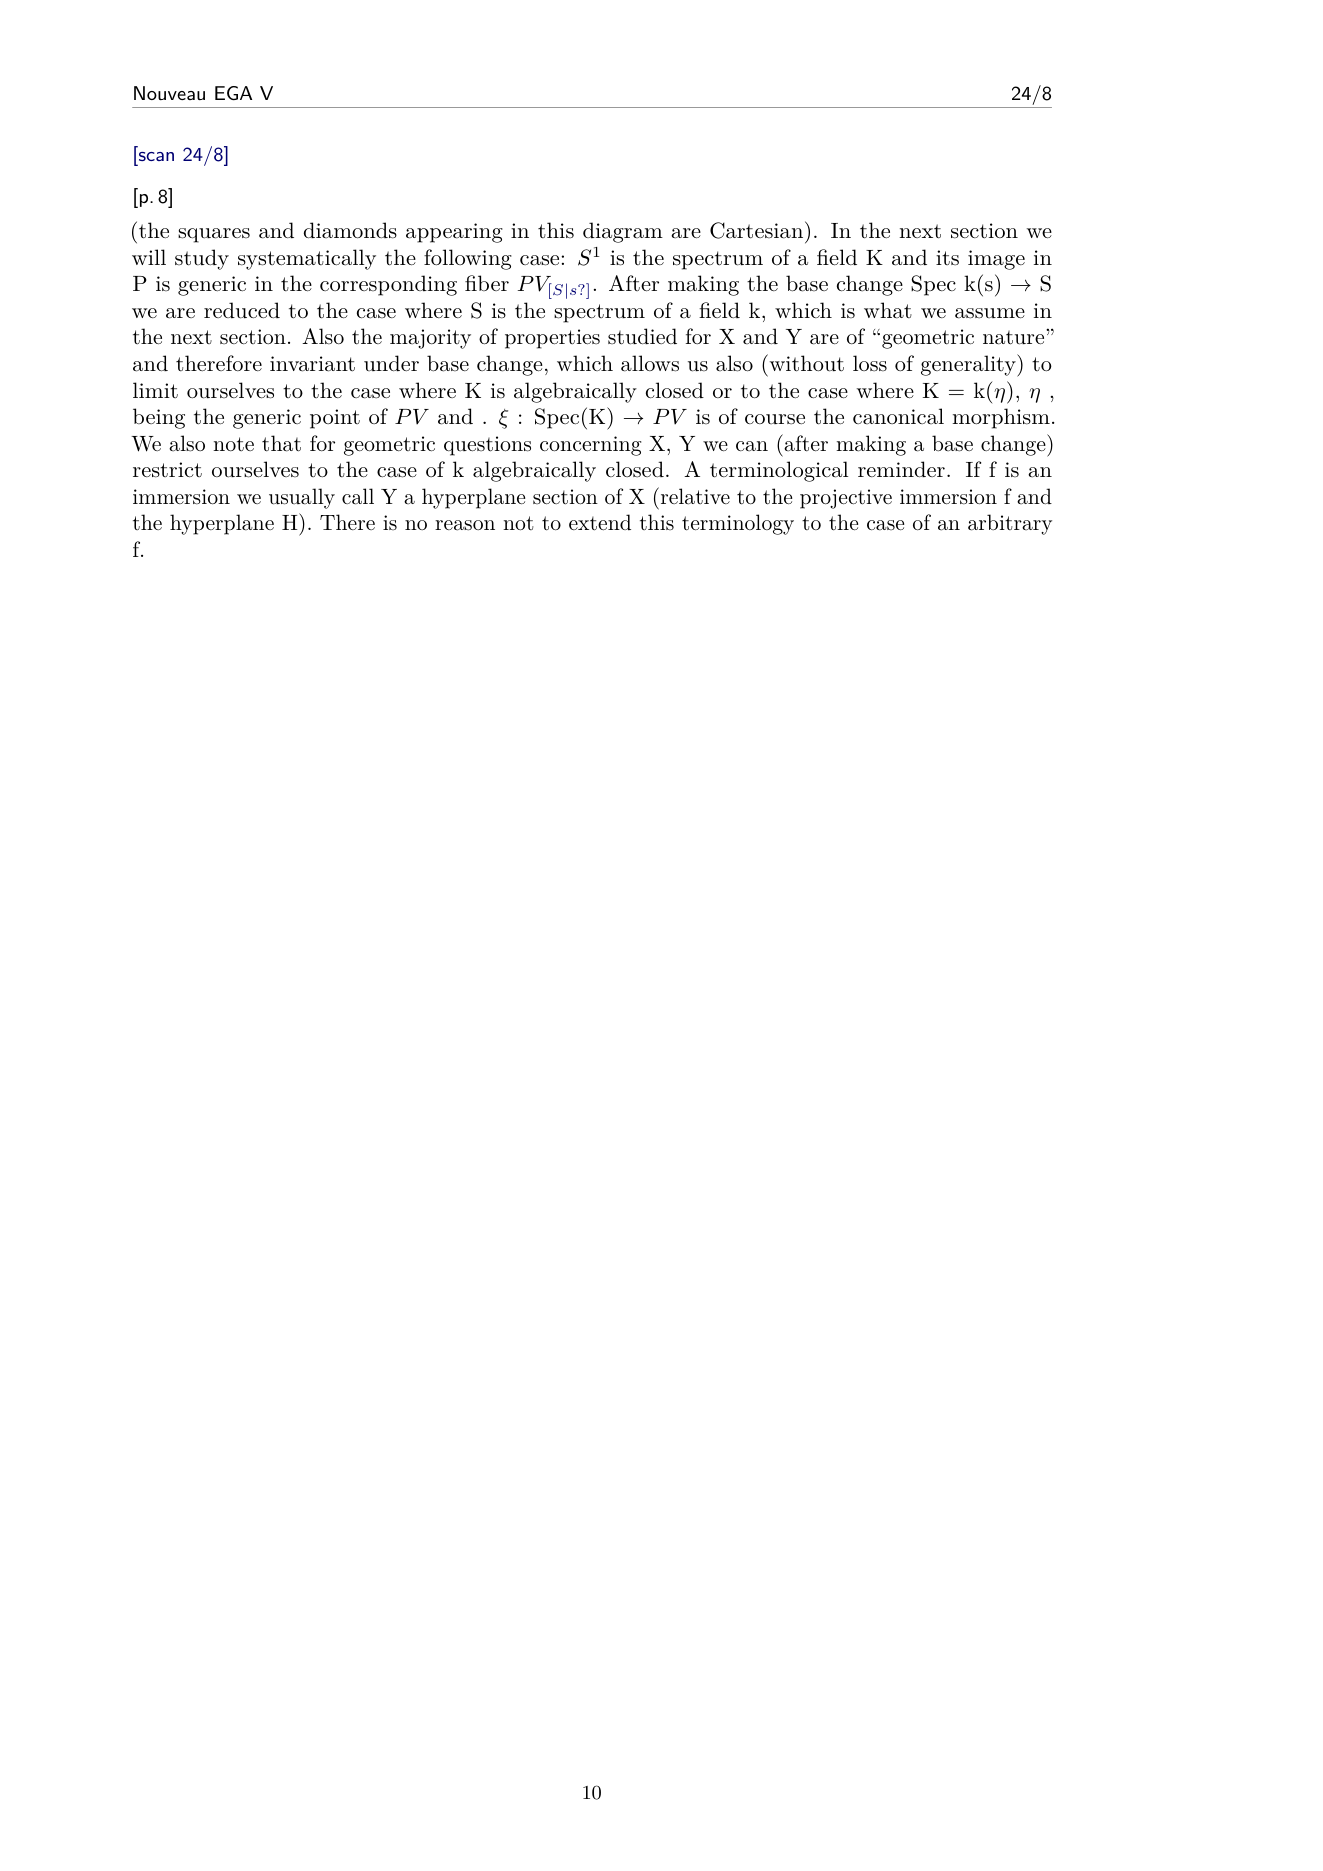 Nouveau EGA V 24/8
[scan 24/8]
[p. 8]
(the squares and diamonds appearing in this diagram are Cartesian). In the next section we
will study systematically the following case: S¹ is the spectrum of a field K and its image in
P is generic in the corresponding fiber PV_[S|s?]. After making the base change Spec k(s) → S
we are reduced to the case where S is the spectrum of a field k, which is what we assume in
the next section. Also the majority of properties studied for X and Y are of “geometric nature”
and therefore invariant under base change, which allows us also (without loss of generality) to
limit ourselves to the case where K is algebraically closed or to the case where K = k(η), η ,
being the generic point of PV and . ξ : Spec(K) → PV is of course the canonical morphism.
We also note that for geometric questions concerning X, Y we can (after making a base change)
restrict ourselves to the case of k algebraically closed. A terminological reminder. If f is an
immersion we usually call Y a hyperplane section of X (relative to the projective immersion f and
the hyperplane H). There is no reason not to extend this terminology to the case of an arbitrary
f.
10